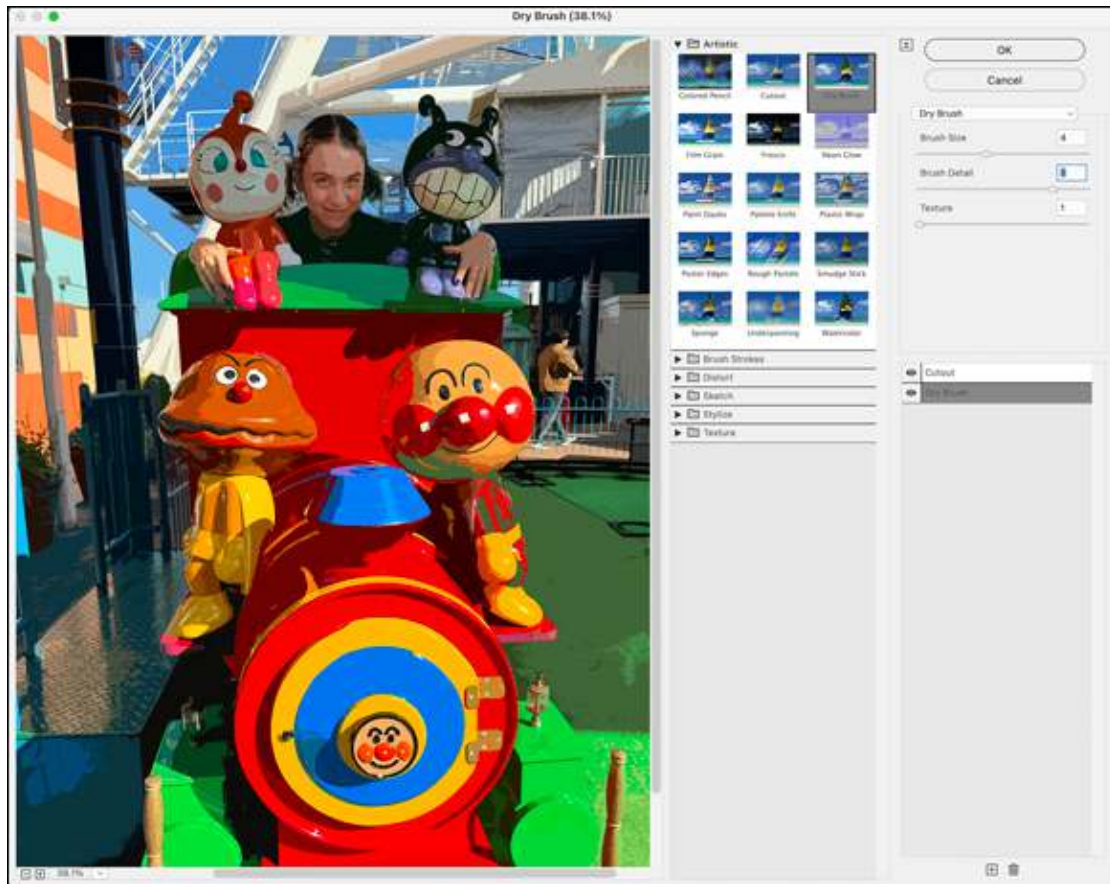 Dry Brush (38.1%)
Artistic
Colored Pencil
Cutout
Dry Brush
Film Grain
Fresco
Neon Glow
Paint Daubs
Palette Knife
Plastic Wrap
Poster Edges
Rough Pastels
Smudge Stick
Sponge
Underpainting
Watercolor
Brush Strokes
Distort
Sketch
Stylize
Texture
OK
Cancel
Dry Brush
Brush Size 4
Brush Detail 8
Texture 1
Cutout
Dry Brush
38.1%